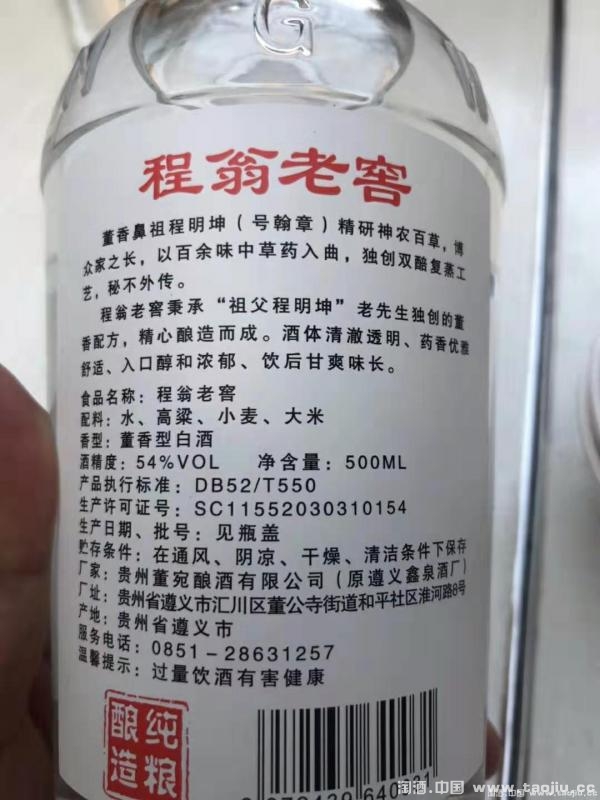 G
程翁老窖
董香鼻祖程明坤（号翰章）精研神农百草，博
众家之长，以百余味中草药入曲，独创双醅复蒸工
艺，秘不外传。
程翁老窖秉承“祖父程明坤”老先生独创的董
香配方，精心酿造而成。酒体清澈透明、药香优雅
舒适、入口醇和浓郁、饮后甘爽味长。
食品名称：程翁老窖
配料：水、高粱、小麦、大米
香型：董香型白酒
酒精度：54%VOL 净含量：500ML
产品执行标准：DB52/T550
生产许可证号：SC11552030310154
生产日期、批号：见瓶盖
贮存条件：在通风、阴凉、干燥、清洁条件下保存
厂家：贵州董宛酿酒有限公司（原遵义鑫泉酒厂）
厂址：贵州省遵义市汇川区董公寺街道和平社区淮河路8号
产地：贵州省遵义市
服务电话：0851-28631257
温馨提示：过量饮酒有害健康
纯粮
酿造
淘酒.中国 www.taojiu.com